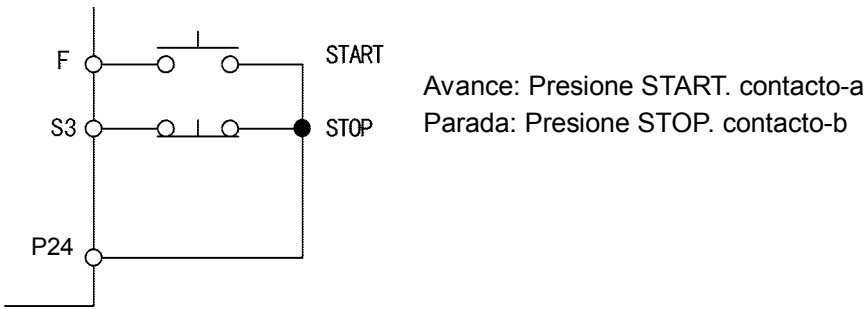 F
START
Avance: Presione START. contacto-a
S3
STOP
Parada: Presione STOP. contacto-b
P24